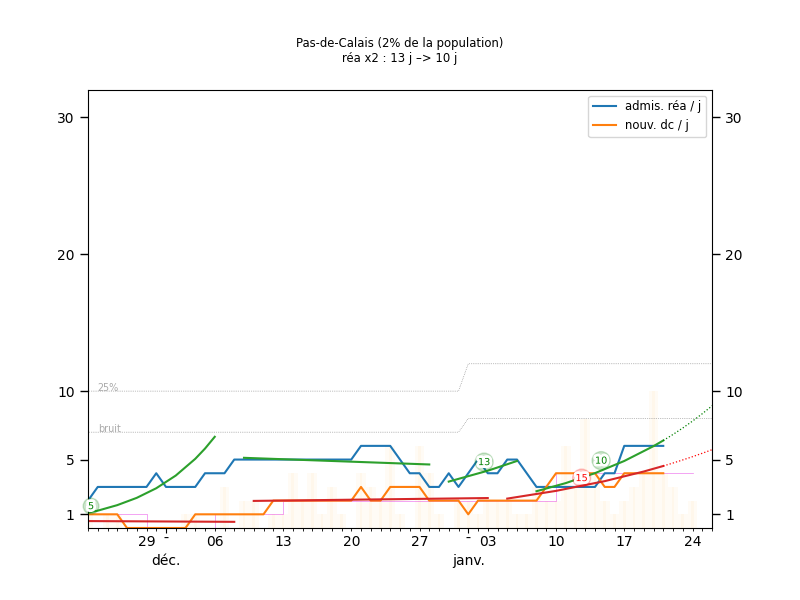 Pas-de-Calais (2% de la population)
réa x2 : 13 j –> 10 j
admis. réa / j
nouv. dc / j
30 30
20 20
10 10
5 5
1 1
25%
bruit
5
13
10
15
29 - 06 13 20 27 - 03 10 17 24
déc. janv.